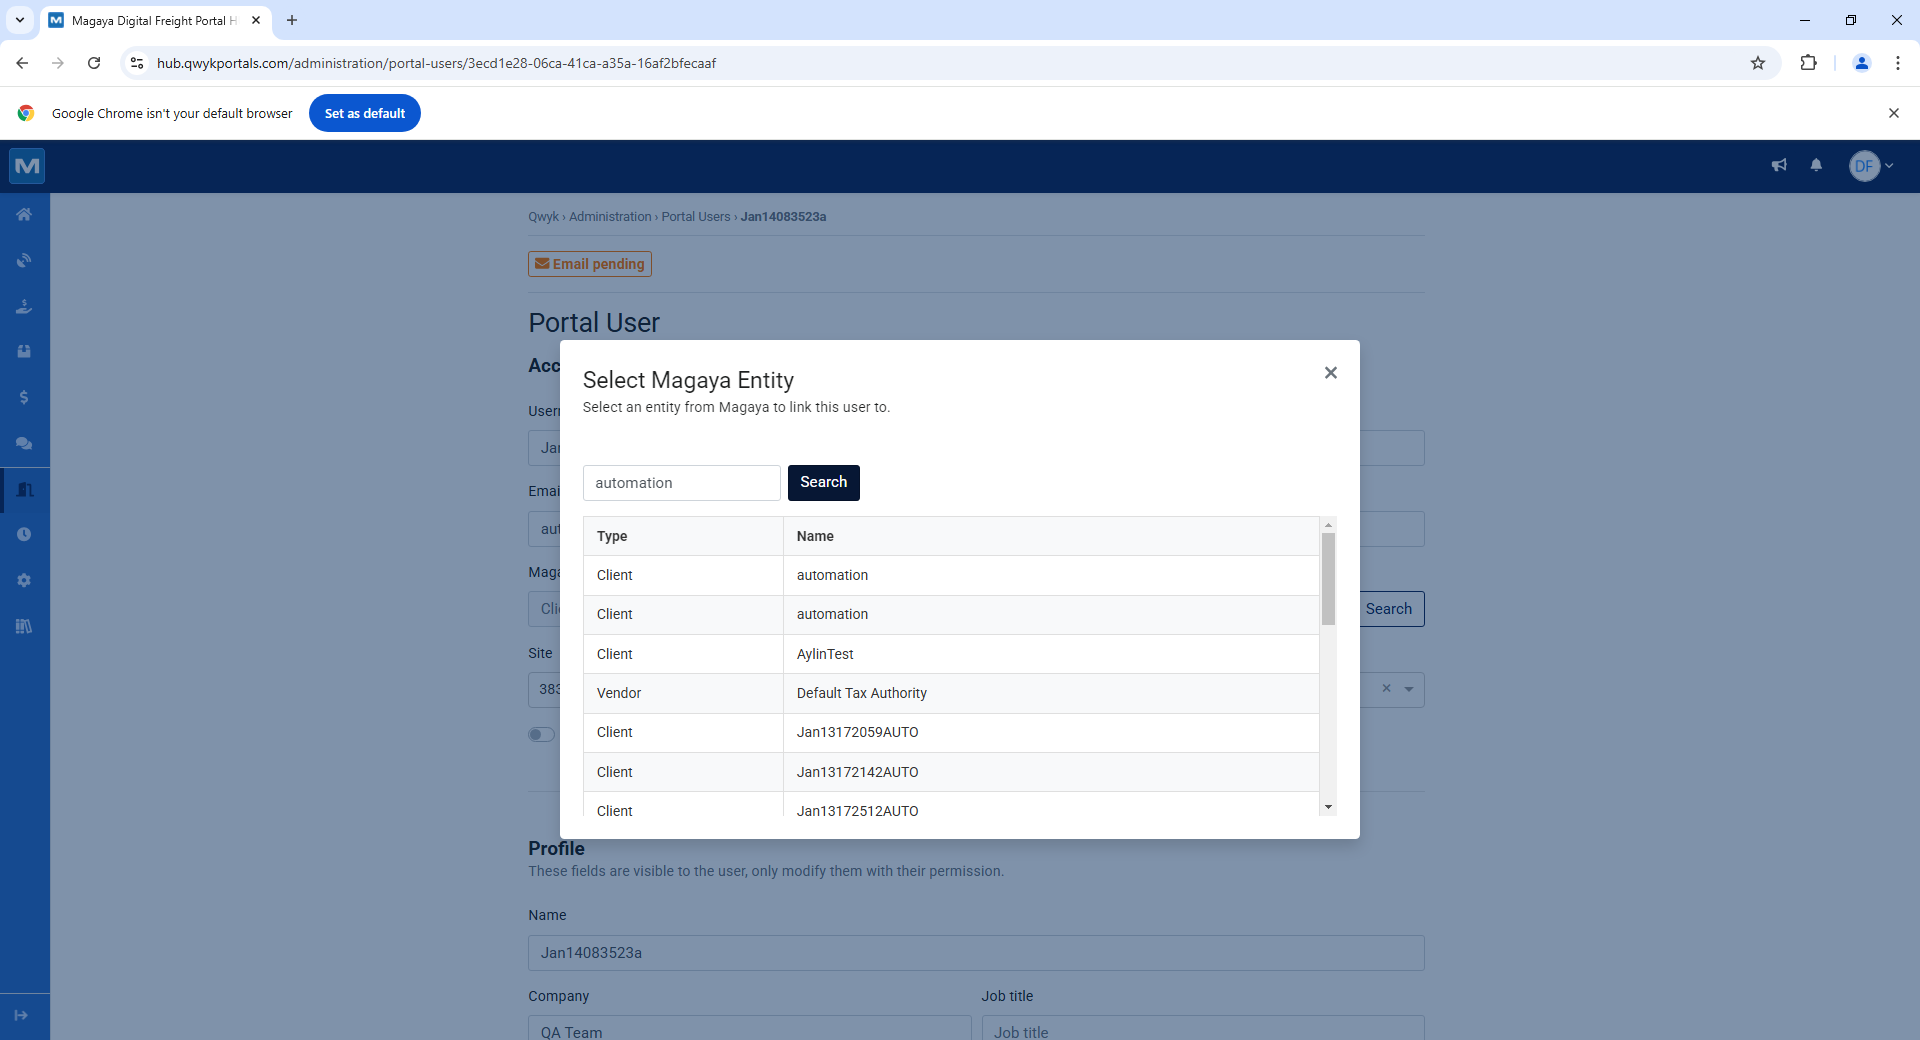 Magaya Digital Freight Portal H
hub.qwykportals.com/administration/portal-users/3ecd1e28-06ca-41ca-a35a-16af2bfecaaf
Google Chrome isn't your default browser
Set as default
M
DF
Qwyk › Administration › Portal Users › Jan14083523a
Email pending
Portal User
Acc
Usern
Jan
Emai
aut
Maga
Clie
Search
Site
383
Select Magaya Entity
Select an entity from Magaya to link this user to.
automation
Search
Type Name
Client automation
Client automation
Client AylinTest
Vendor Default Tax Authority
Client Jan13172059AUTO
Client Jan13172142AUTO
Client Jan13172512AUTO
Profile
These fields are visible to the user, only modify them with their permission.
Name
Jan14083523a
Company Job title
QA Team Job title